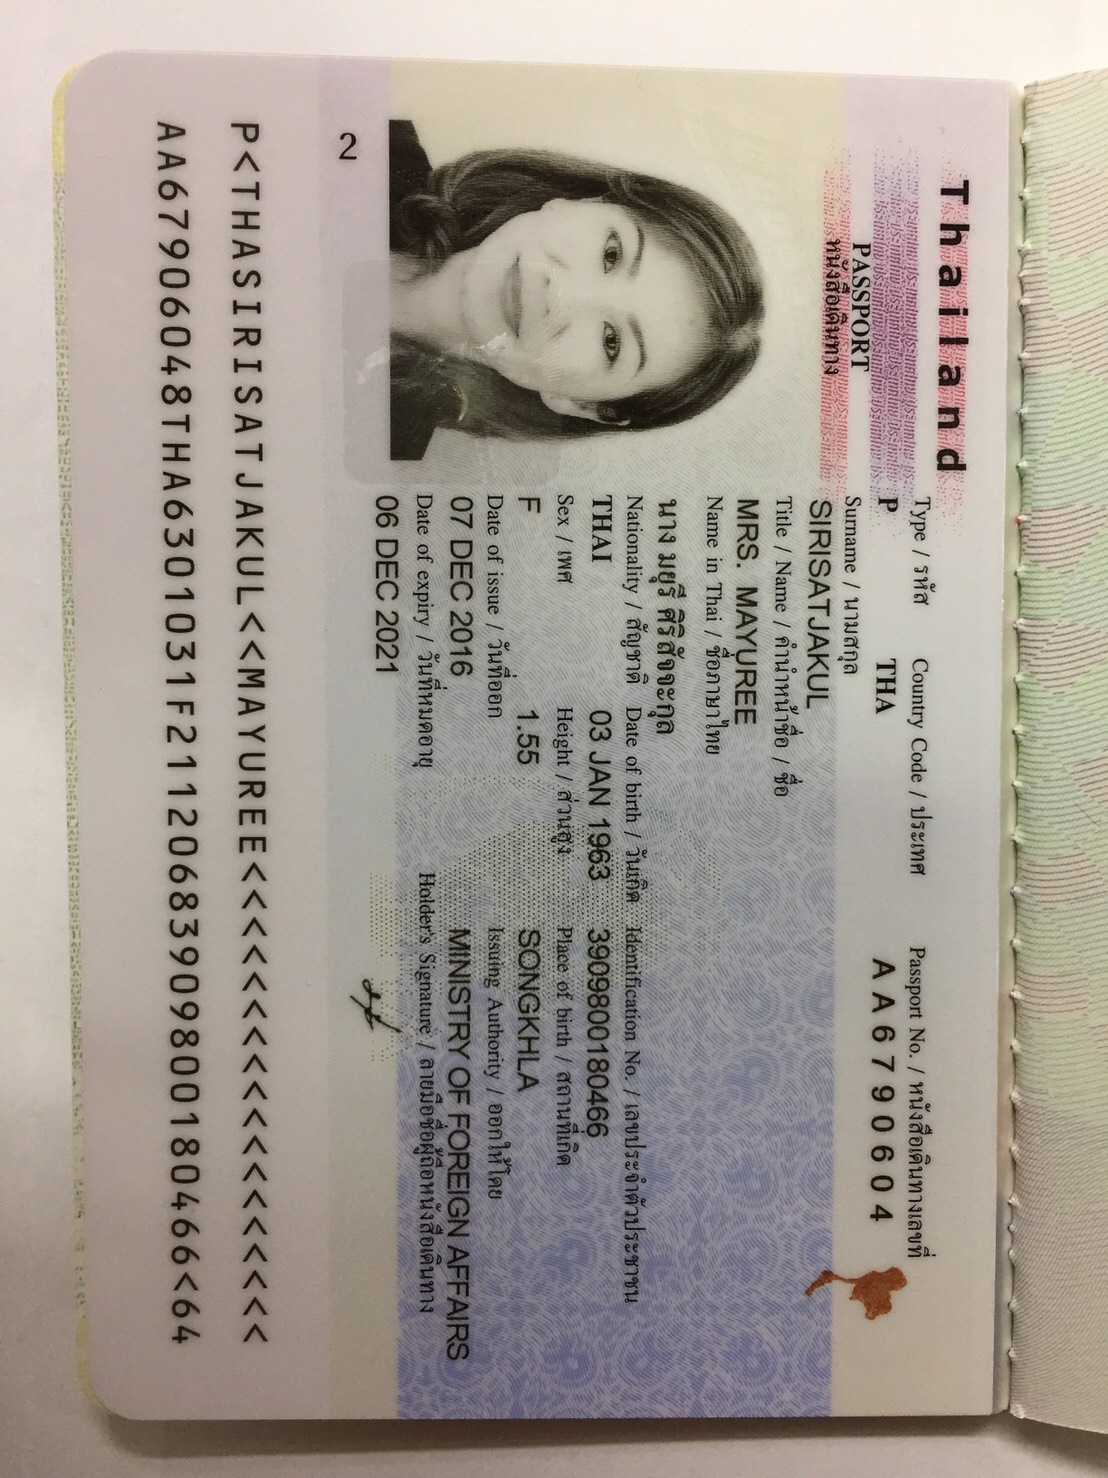 Thailand
PASSPORT
หนังสือเดินทาง
Type / รหัส Country Code / ประเทศ Passport No. / หนังสือเดินทางเลขที่
P THA AA6790604
Surname / นามสกุล
SIRISATJAKUL
Title / Name / คำนำหน้าชื่อ / ชื่อ
MRS. MAYUREE
Name in Thai / ชื่อภาษาไทย
นาง มยุรี ศิริสัจจะกุล
Nationality / สัญชาติ Date of birth / วันเกิด Identification No. / เลขประจำตัวประชาชน
THAI 03 JAN 1963 3909800180466
Sex / เพศ Height / ส่วนสูง Place of birth / สถานที่เกิด
F 1.55 SONGKHLA
Date of issue / วันที่ออก Issuing Authority / ออกให้โดย
07 DEC 2016 MINISTRY OF FOREIGN AFFAIRS
Date of expiry / วันที่หมดอายุ Holder's Signature / ลายมือชื่อผู้ถือหนังสือเดินทาง
06 DEC 2021
2
P<THASIRISATJAKUL<<MAYUREE<<<<<<<<<<<<<<<<<<
AA67906048THA6301031F21120683909800180466<64